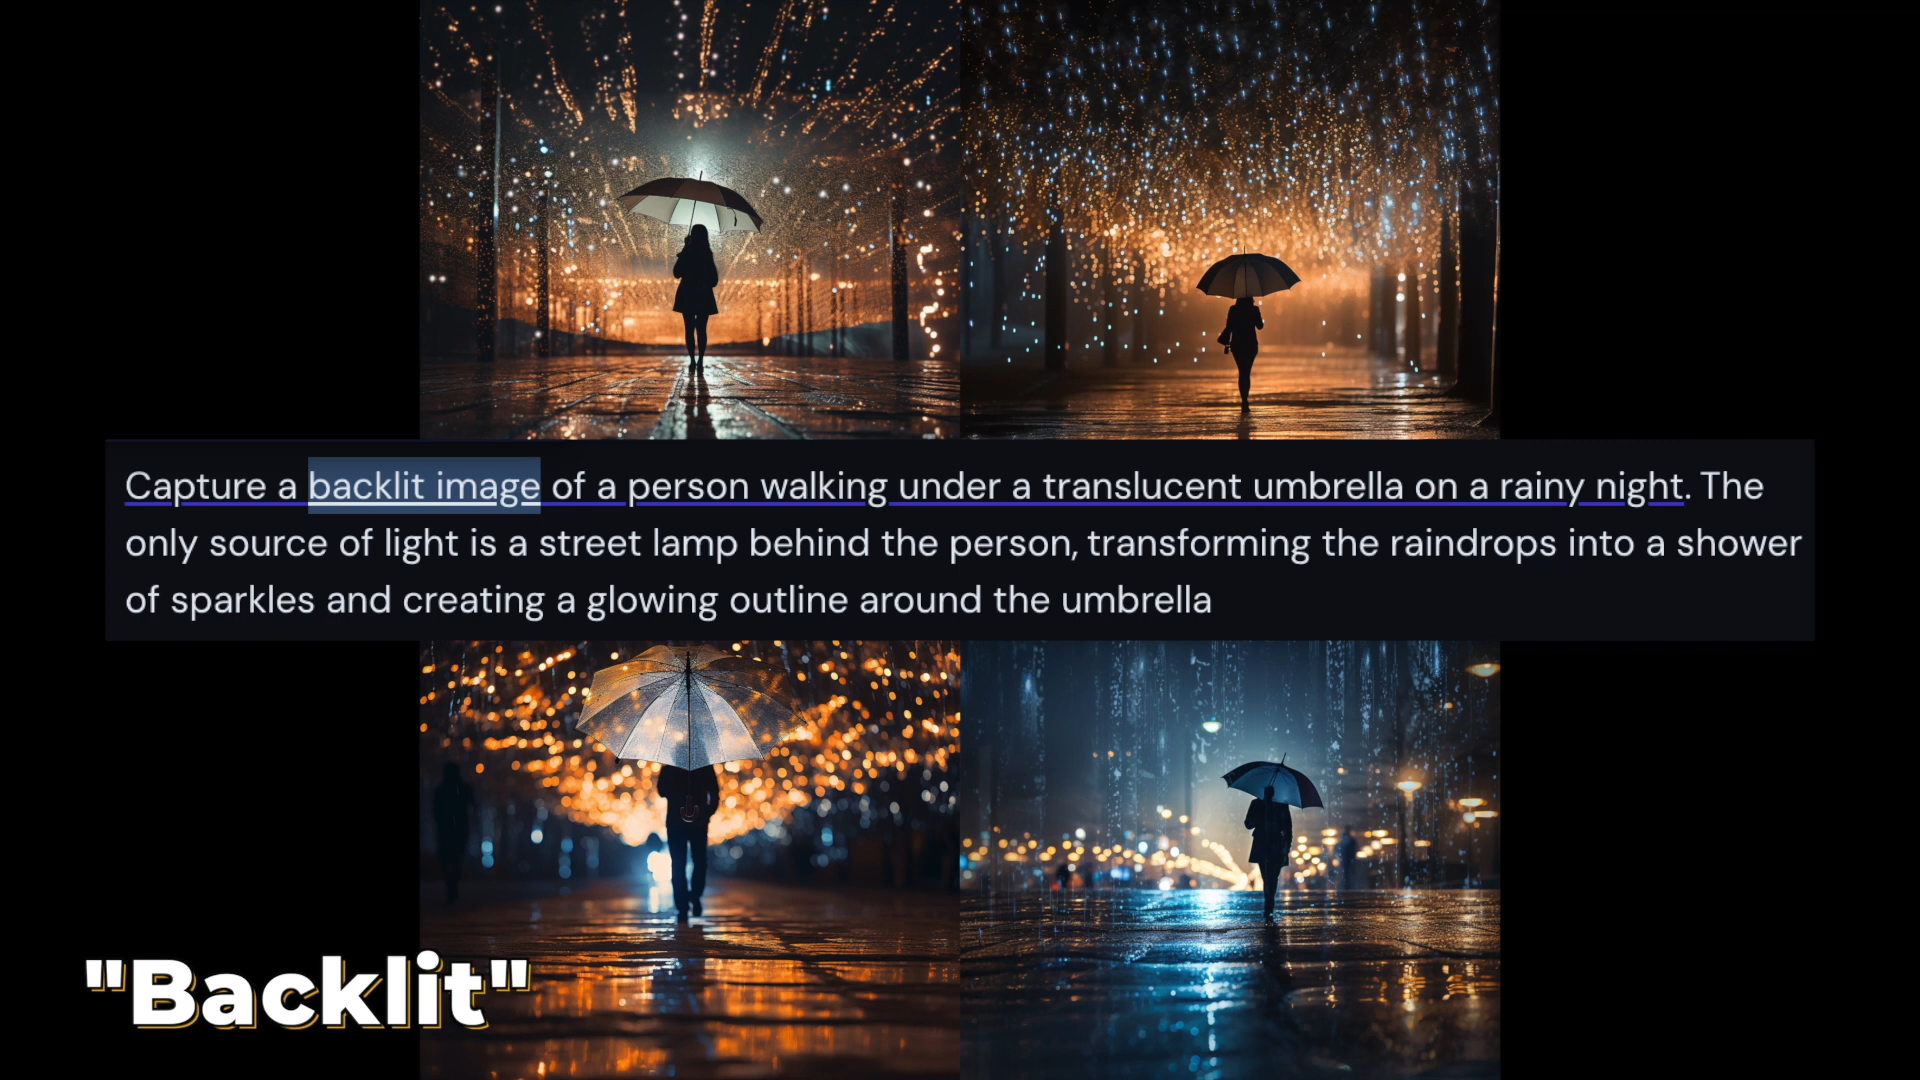 Capture a backlit image of a person walking under a translucent umbrella on a rainy night. The
only source of light is a street lamp behind the person, transforming the raindrops into a shower
of sparkles and creating a glowing outline around the umbrella
"Backlit"